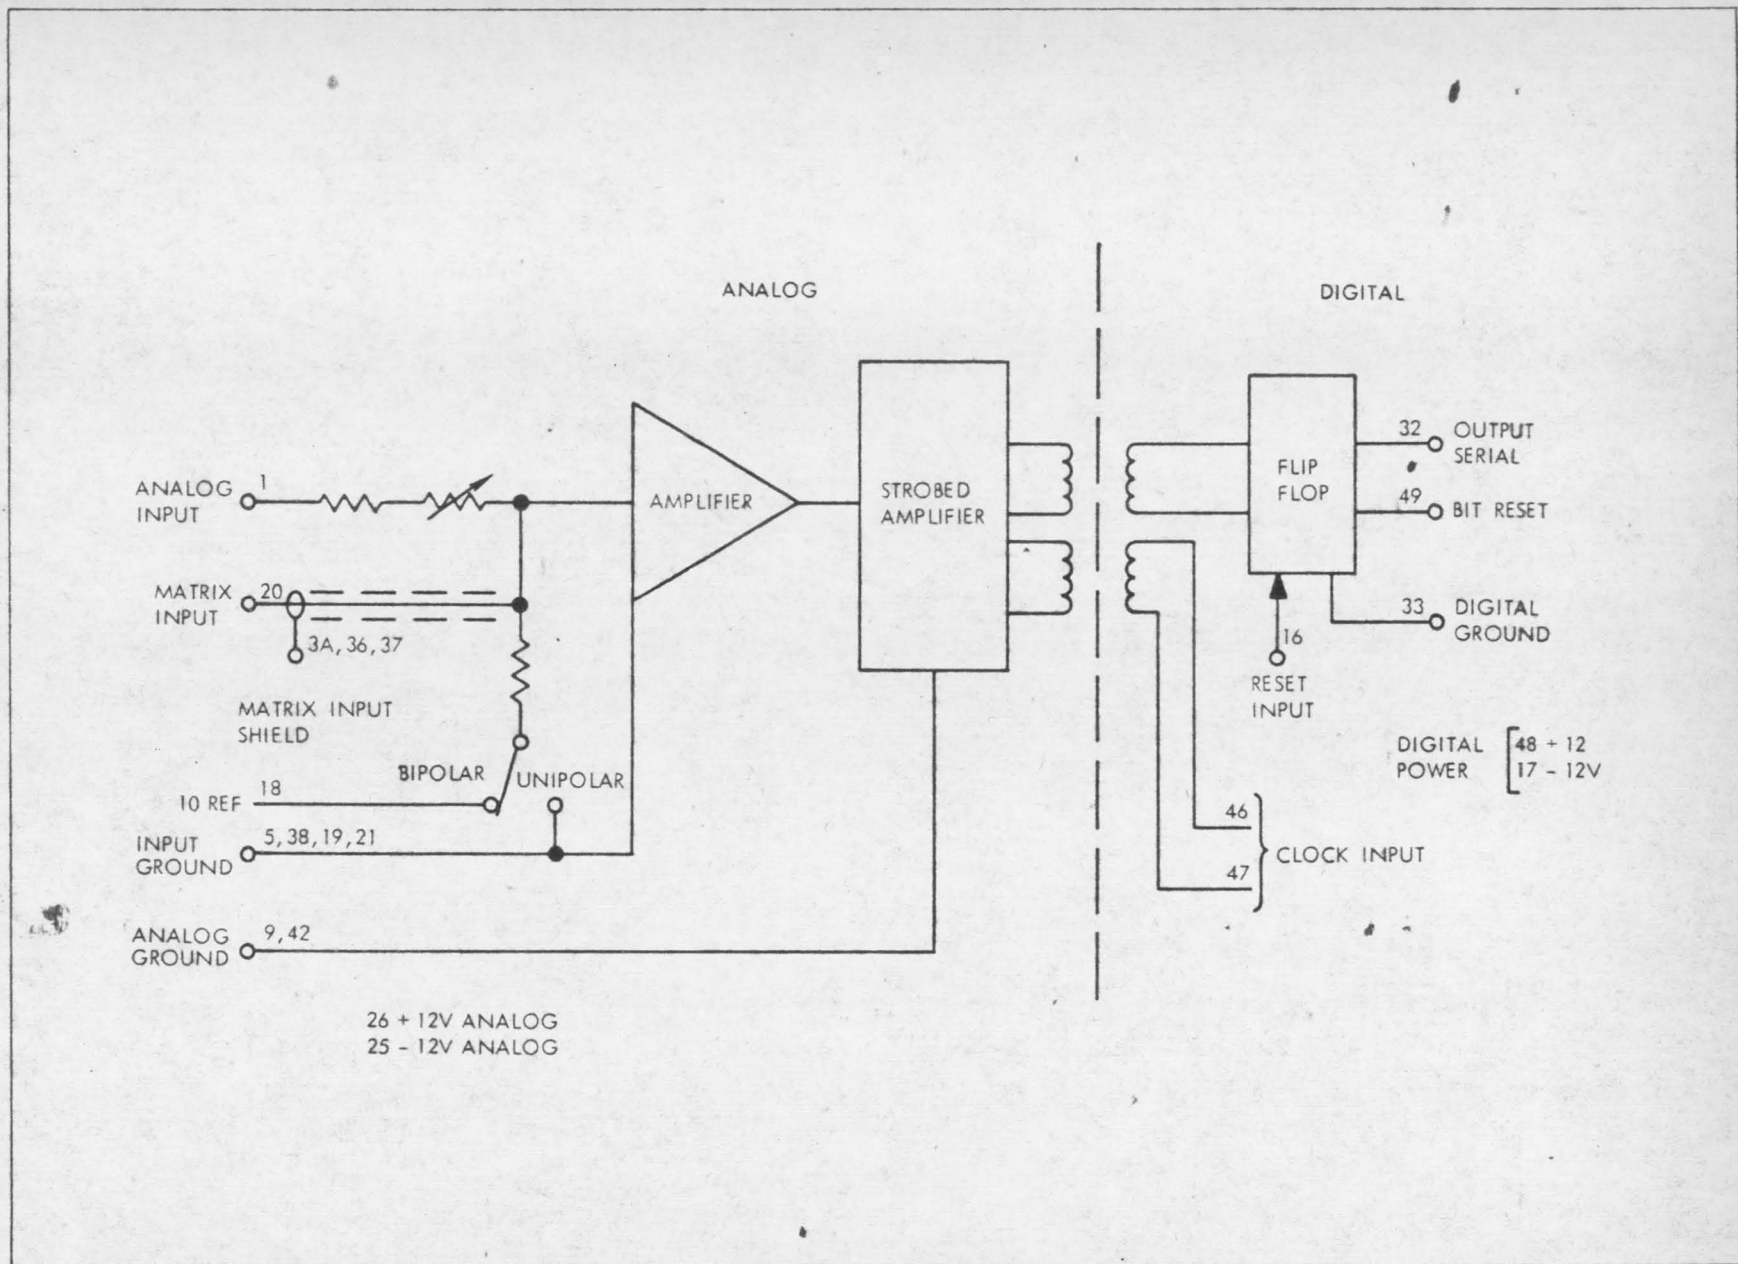 ANALOG
DIGITAL
ANALOG
INPUT
1
MATRIX
INPUT
20
3A, 36, 37
MATRIX INPUT
SHIELD
BIPOLAR
UNIPOLAR
10 REF
18
INPUT
GROUND
5, 38, 19, 21
ANALOG
GROUND
9, 42
26 + 12V ANALOG
25 - 12V ANALOG
AMPLIFIER
STROBED
AMPLIFIER
FLIP
FLOP
32
OUTPUT
SERIAL
49
BIT RESET
33
DIGITAL
GROUND
16
RESET
INPUT
DIGITAL
POWER
48 + 12
17 - 12V
46
47
CLOCK INPUT